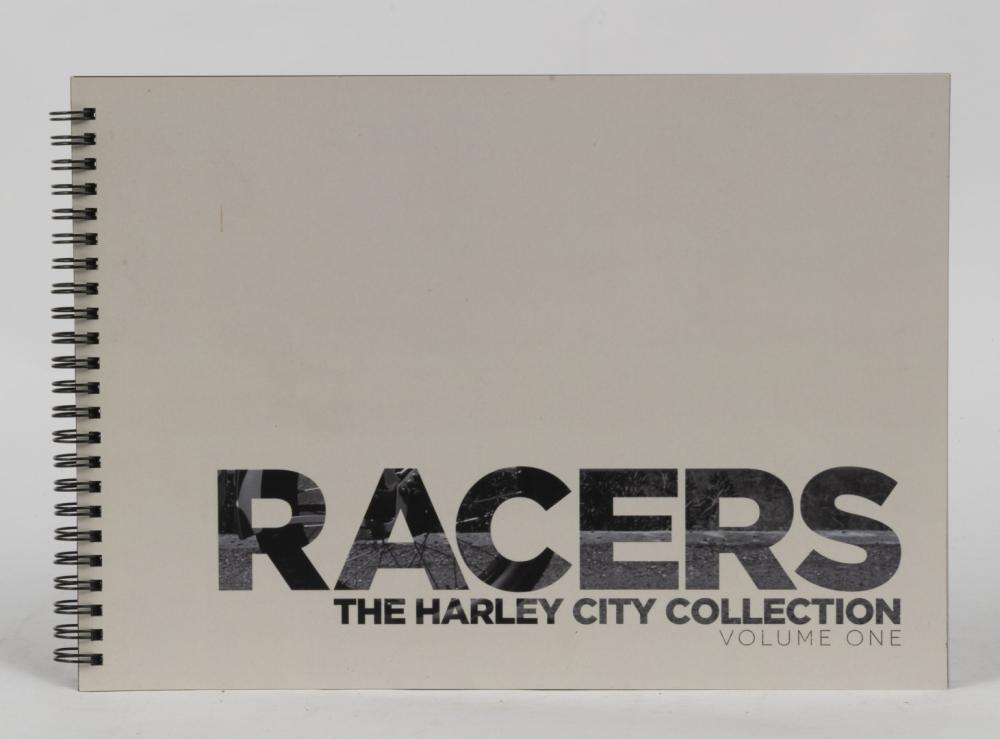 RACERS
THE HARLEY CITY COLLECTION
VOLUME ONE